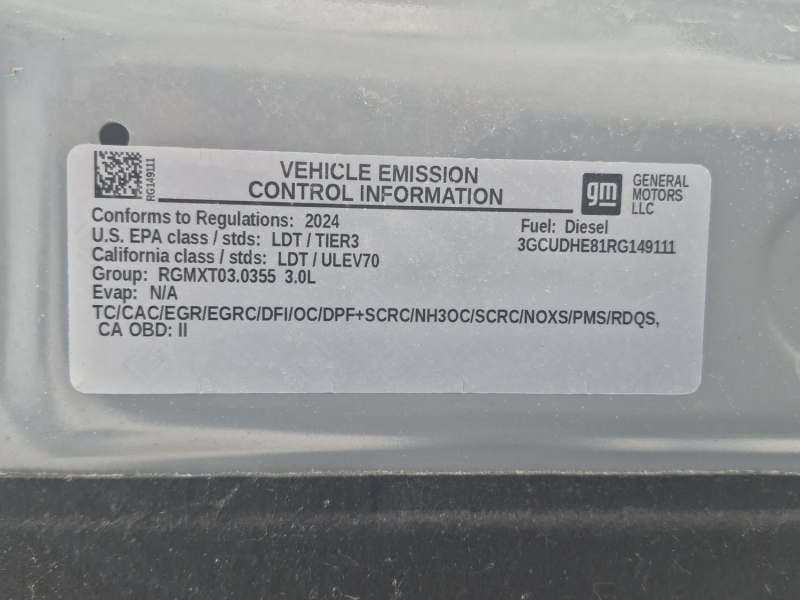 RG149111
VEHICLE EMISSION
CONTROL INFORMATION
gm
GENERAL
MOTORS
LLC
Conforms to Regulations: 2024
U.S. EPA class / stds: LDT / TIER3
California class / stds: LDT / ULEV70
Group: RGMXT03.0355 3.0L
Evap: N/A
Fuel: Diesel
3GCUDHE81RG149111
TC/CAC/EGR/EGRC/DFI/OC/DPF+SCRC/NH3OC/SCRC/NOXS/PMS/RDQS,
CA OBD: II